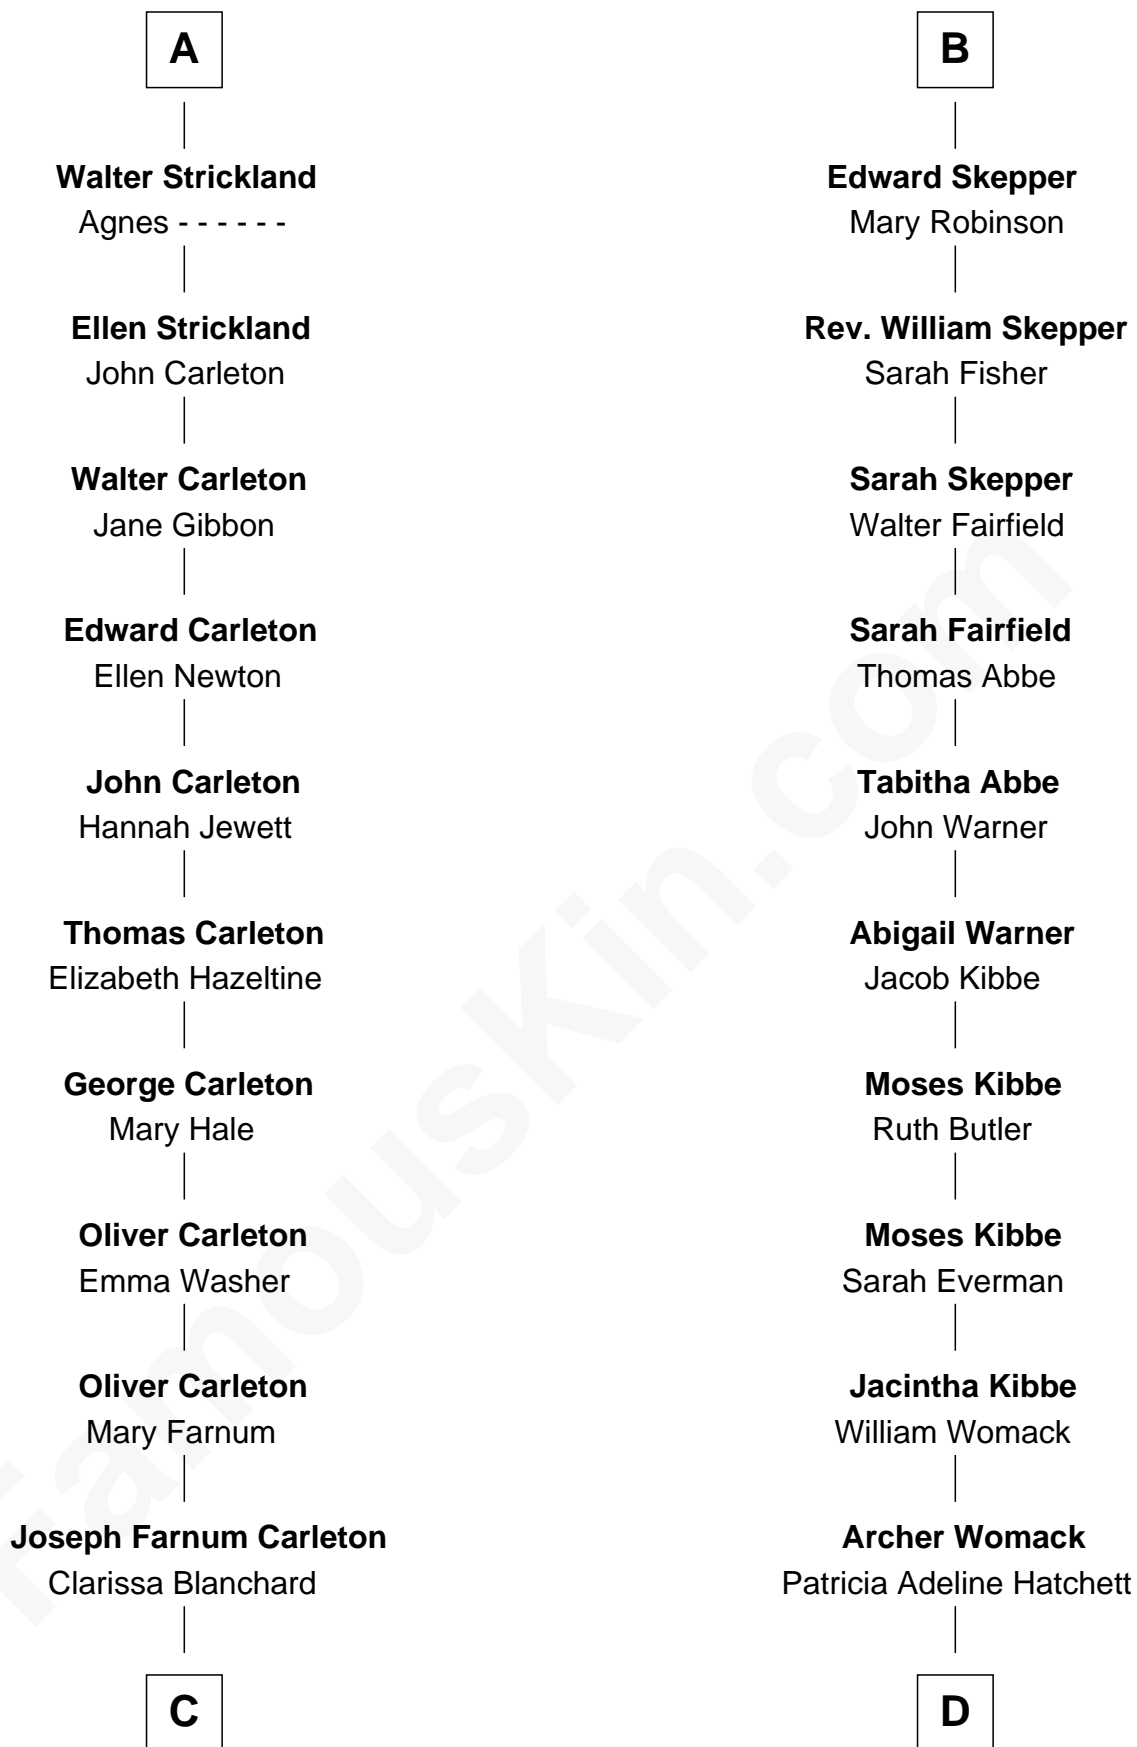 A
Walter Strickland
Agnes - - - - - -
Ellen Strickland
John Carleton
Walter Carleton
Jane Gibbon
Edward Carleton
Ellen Newton
John Carleton
Hannah Jewett
Thomas Carleton
Elizabeth Hazeltine
George Carleton
Mary Hale
Oliver Carleton
Emma Washer
Oliver Carleton
Mary Farnum
Joseph Farnum Carleton
Clarissa Blanchard
C
B
Edward Skepper
Mary Robinson
Rev. William Skepper
Sarah Fisher
Sarah Skepper
Walter Fairfield
Sarah Fairfield
Thomas Abbe
Tabitha Abbe
John Warner
Abigail Warner
Jacob Kibbe
Moses Kibbe
Ruth Butler
Moses Kibbe
Sarah Everman
Jacintha Kibbe
William Womack
Archer Womack
Patricia Adeline Hatchett
D
FamousKin.com